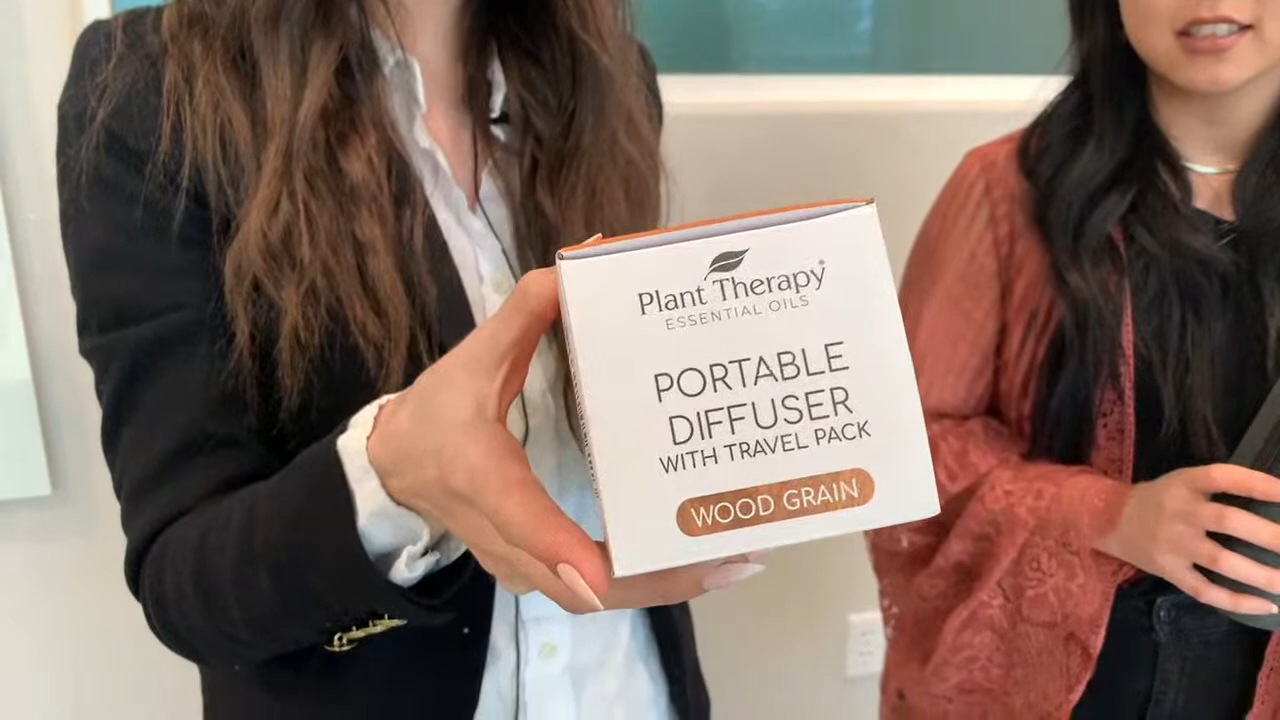 Plant Therapy®
ESSENTIAL OILS
PORTABLE
DIFFUSER
WITH TRAVEL PACK
WOOD GRAIN